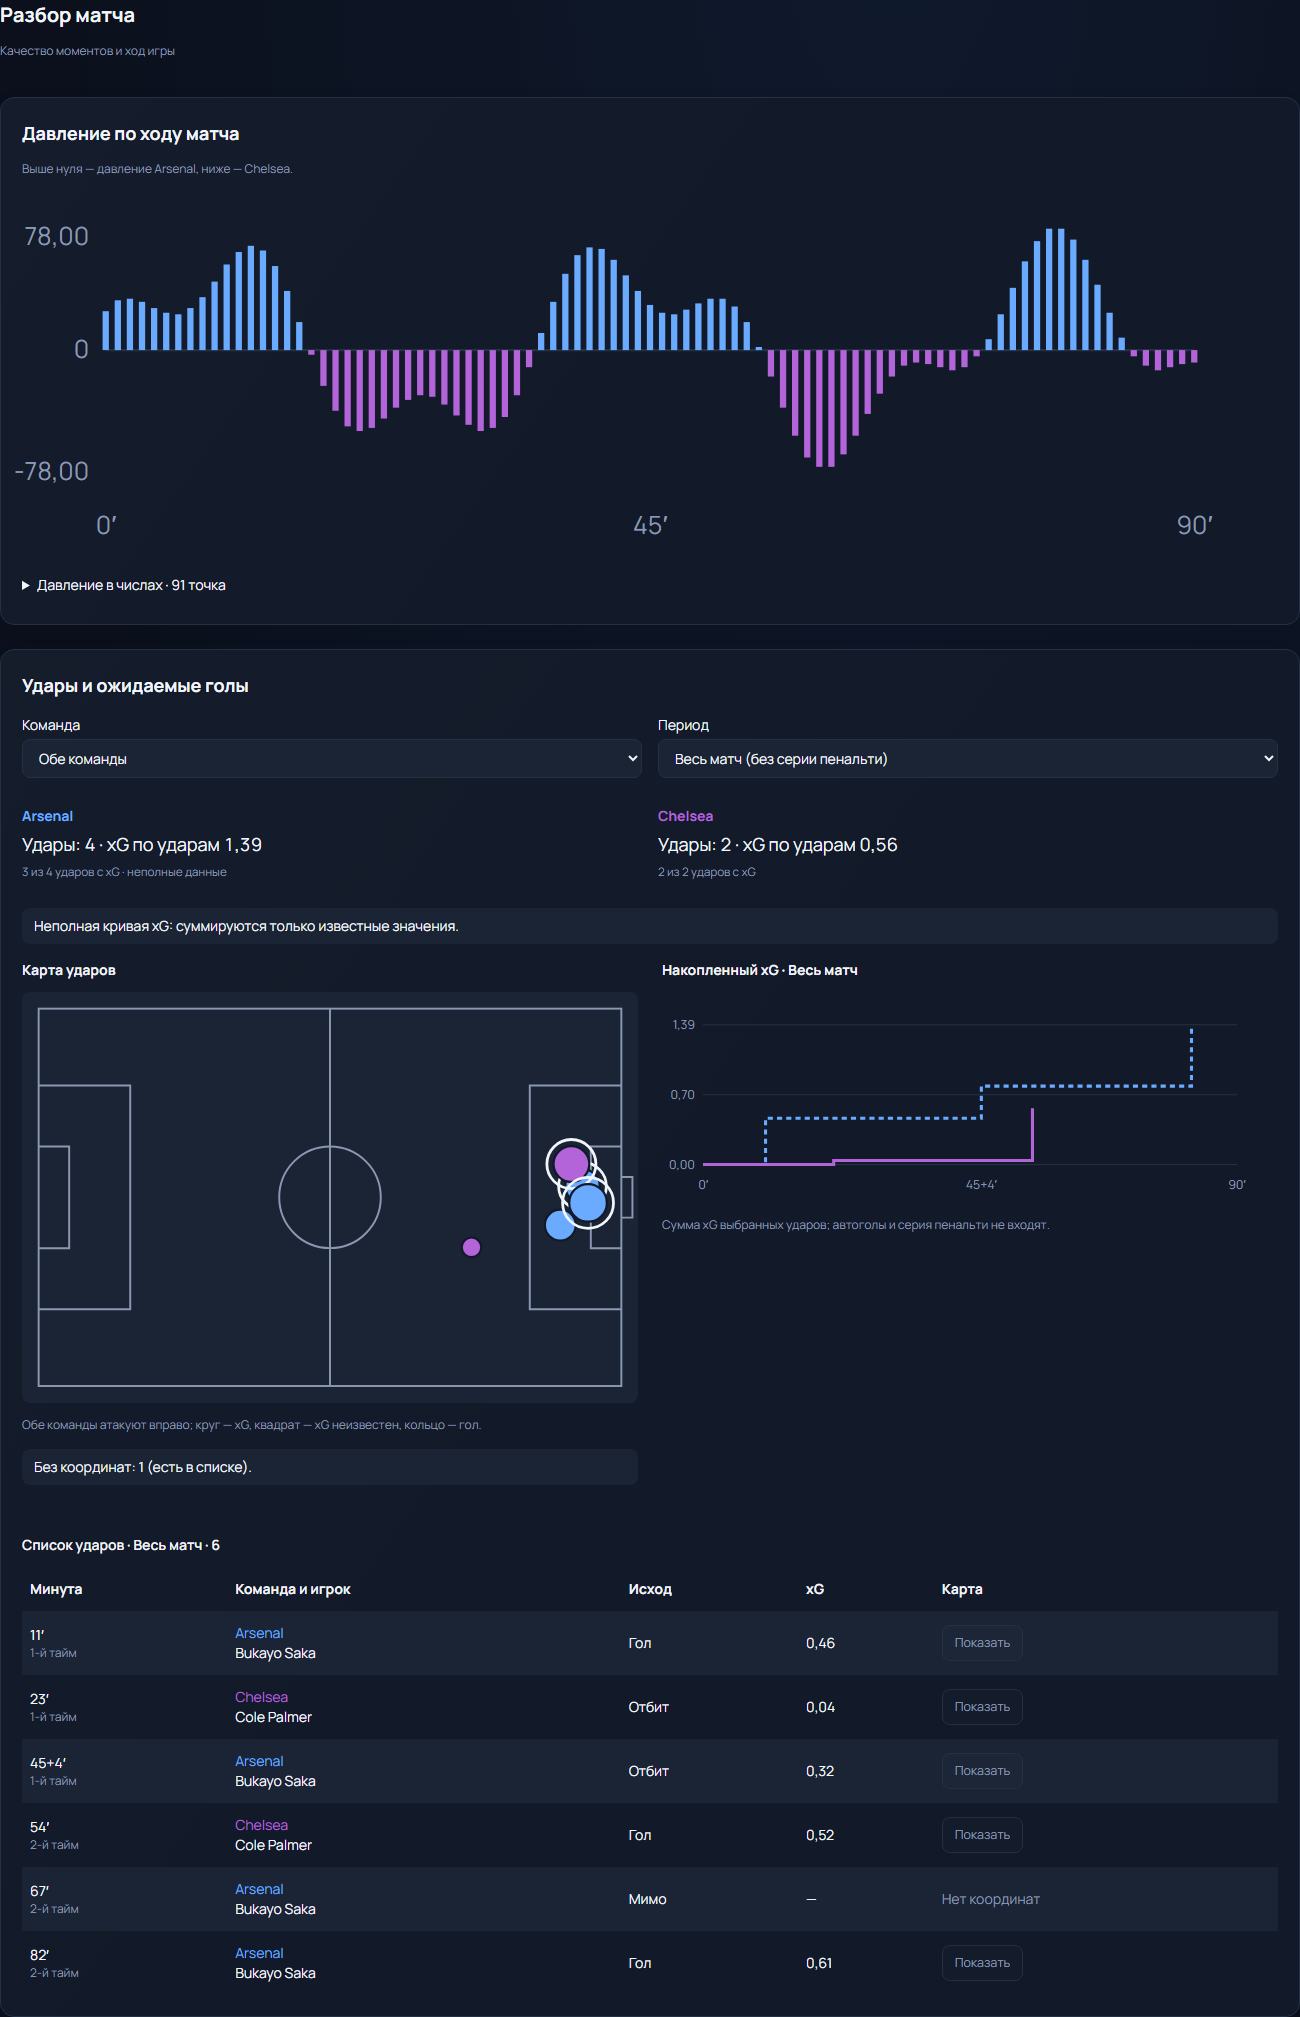 Разбор матча
Качество моментов и ход игры
Давление по ходу матча
Выше нуля — давление Arsenal, ниже — Chelsea.
78,00
0
-78,00
0′ 45′ 90′
▶ Давление в числах · 91 точка
Удары и ожидаемые голы
Команда Период
Обе команды Весь матч (без серии пенальти)
Arsenal Chelsea
Удары: 4 · xG по ударам 1,39 Удары: 2 · xG по ударам 0,56
3 из 4 ударов с xG · неполные данные 2 из 2 ударов с xG
Неполная кривая xG: суммируются только известные значения.
Карта ударов Накопленный xG · Весь матч
1,39
0,70
0,00
0′ 45+4′ 90′
Сумма xG выбранных ударов; автоголы и серия пенальти не входят.
Обе команды атакуют вправо; круг — xG, квадрат — xG неизвестен, кольцо — гол.
Без координат: 1 (есть в списке).
Список ударов · Весь матч · 6
Минута Команда и игрок Исход xG Карта
11′ Arsenal
1-й тайм Bukayo Saka Гол 0,46 Показать
23′ Chelsea
1-й тайм Cole Palmer Отбит 0,04 Показать
45+4′ Arsenal
1-й тайм Bukayo Saka Отбит 0,32 Показать
54′ Chelsea
2-й тайм Cole Palmer Гол 0,52 Показать
67′ Arsenal
2-й тайм Bukayo Saka Мимо — Нет координат
82′ Arsenal
2-й тайм Bukayo Saka Гол 0,61 Показать